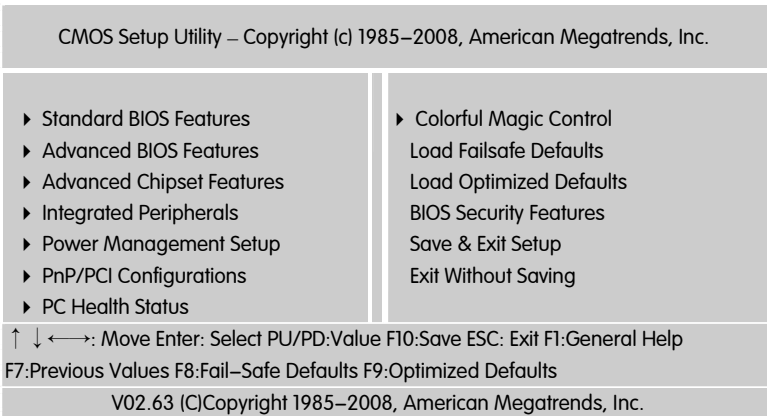 CMOS Setup Utility – Copyright (c) 1985–2008, American Megatrends, Inc.
▸ Standard BIOS Features
▸ Advanced BIOS Features
▸ Advanced Chipset Features
▸ Integrated Peripherals
▸ Power Management Setup
▸ PnP/PCI Configurations
▸ PC Health Status
▸ Colorful Magic Control
Load Failsafe Defaults
Load Optimized Defaults
BIOS Security Features
Save & Exit Setup
Exit Without Saving
↑ ↓ ←→: Move Enter: Select PU/PD:Value F10:Save ESC: Exit F1:General Help
F7:Previous Values F8:Fail–Safe Defaults F9:Optimized Defaults
V02.63 (C)Copyright 1985–2008, American Megatrends, Inc.